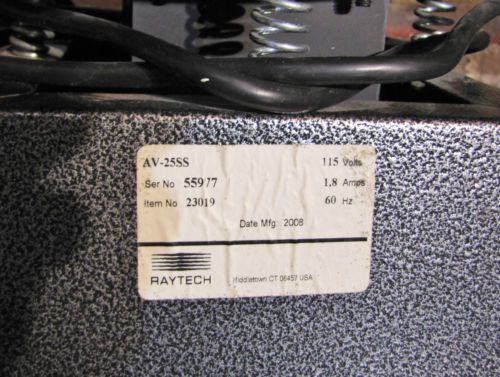 AV-25SS 115 Volts
Ser No 55977 1.8 Amps
Item No 23019 60 Hz
Date Mfg: 2008
RAYTECH Middletown CT 06457 USA